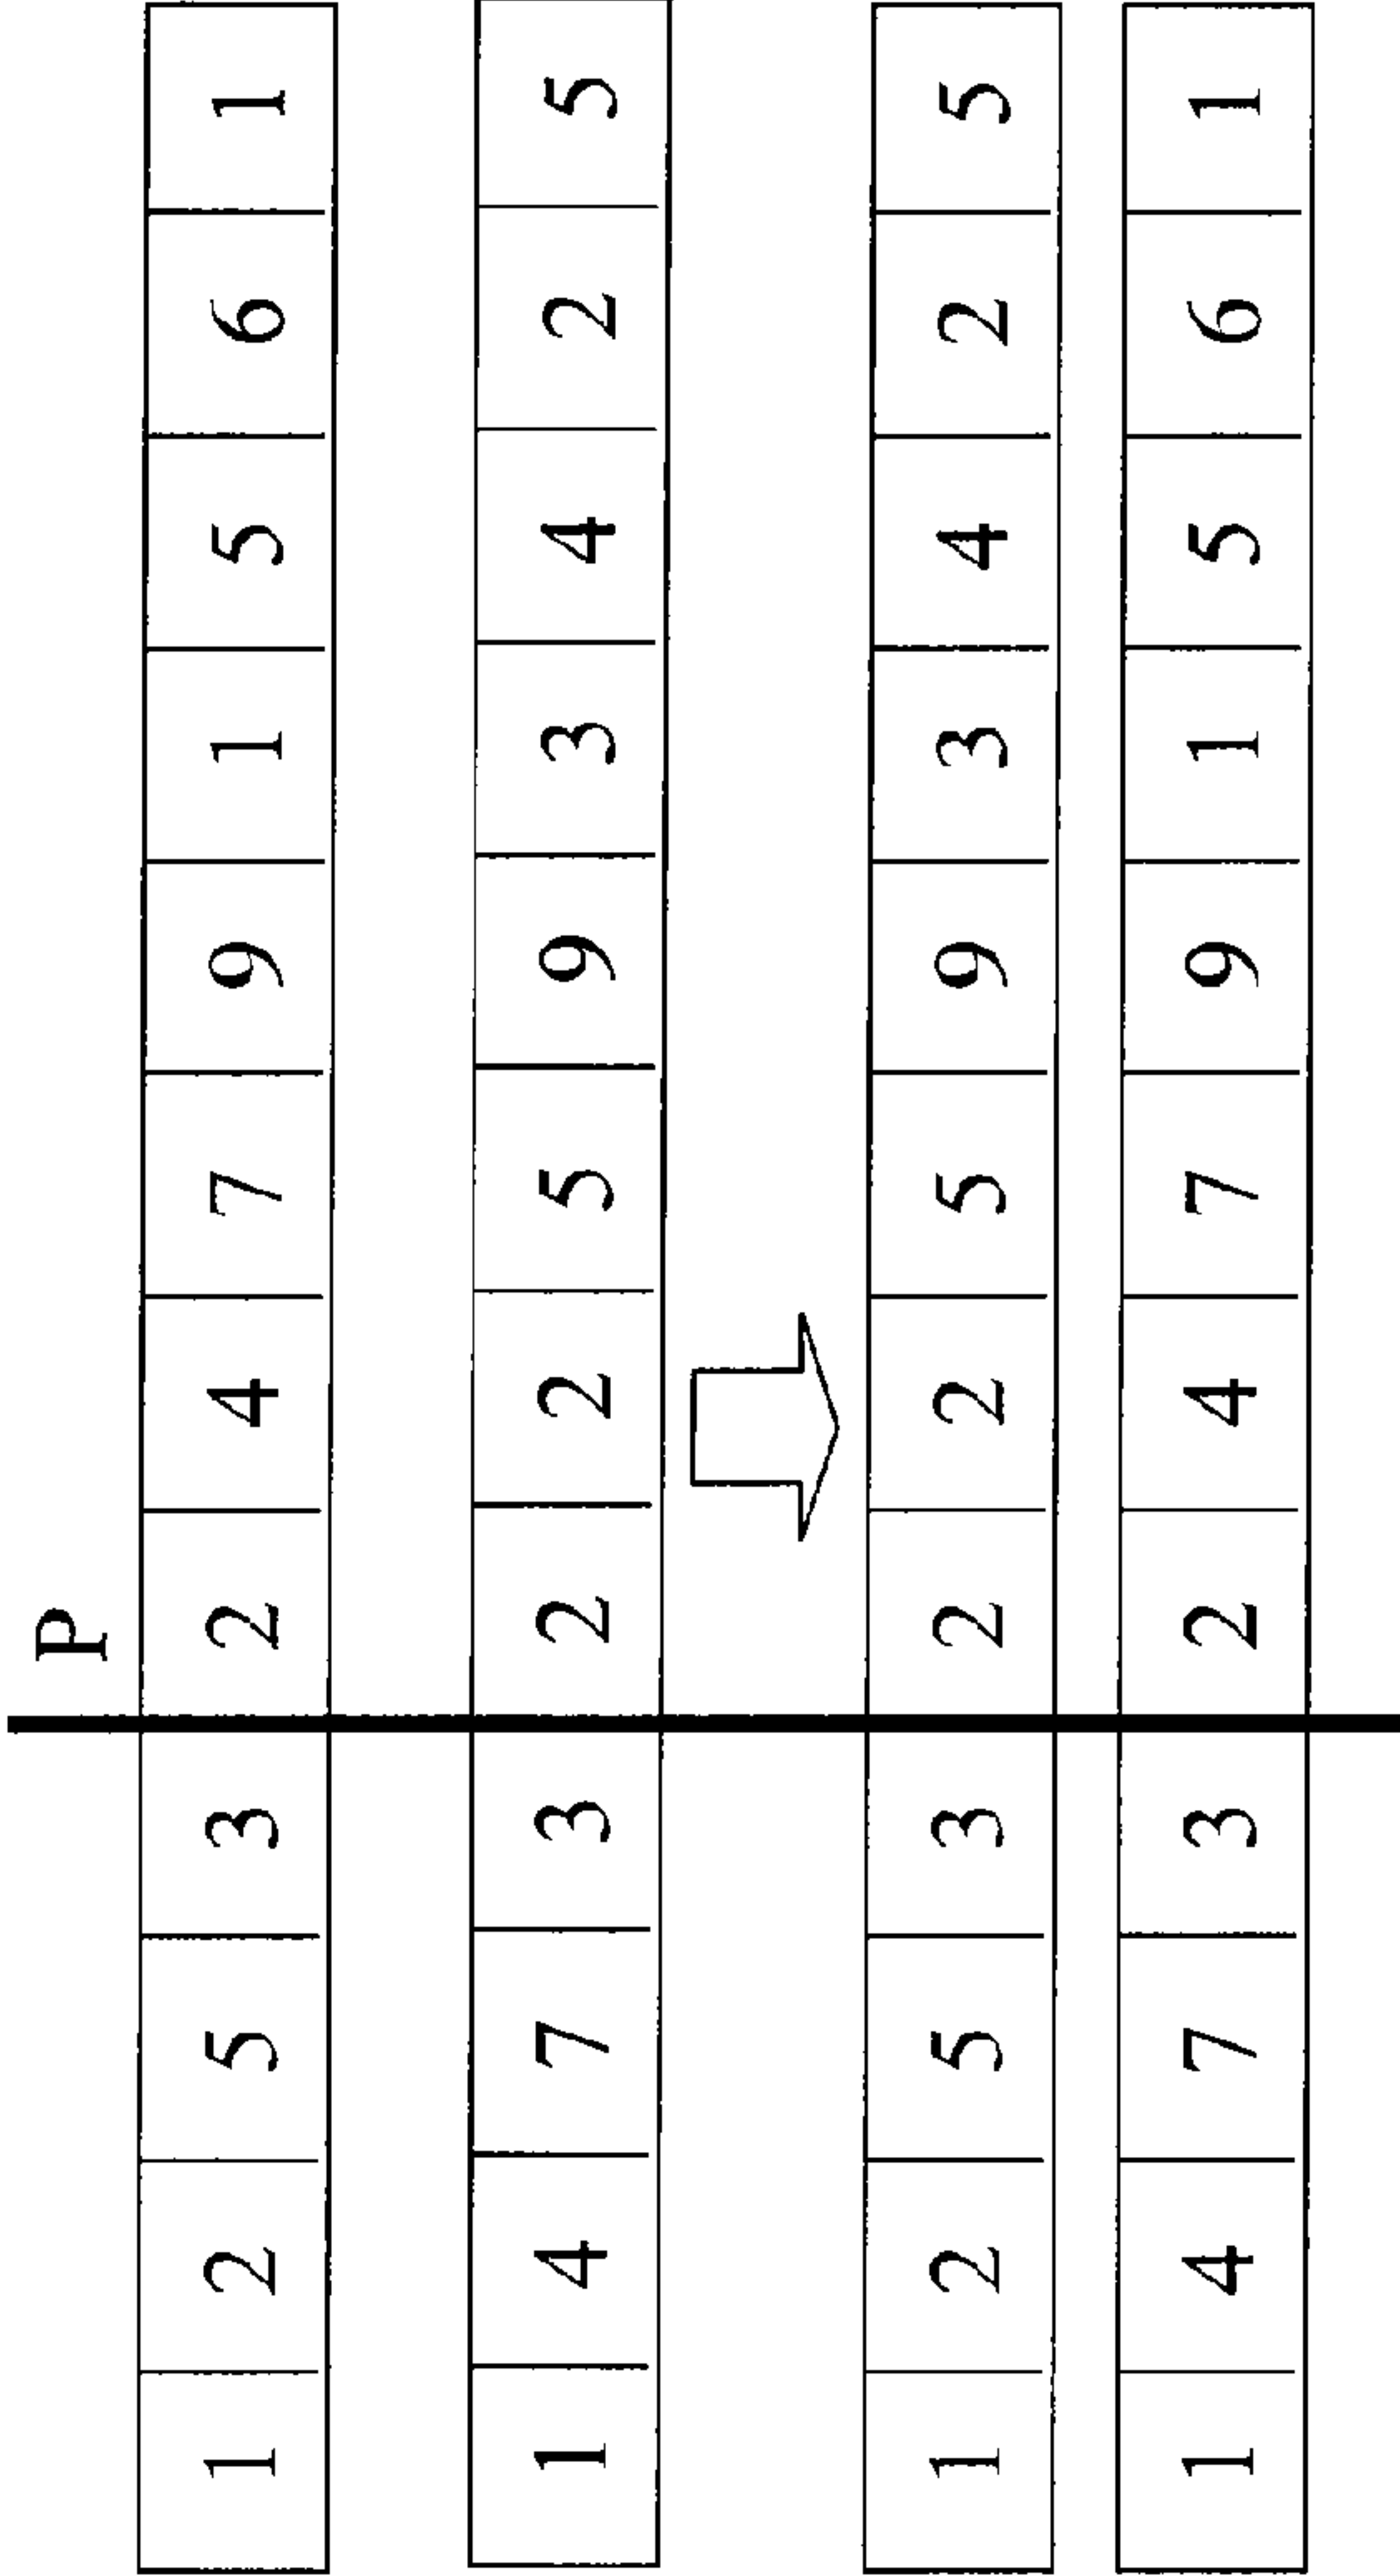 P
1 2 5 3 2 4 7 9 1 5 6 1
1 4 7 3 2 2 5 9 3 4 2 5
1 2 5 3 2 2 5 9 3 4 2 5
1 4 7 3 2 4 7 9 1 5 6 1